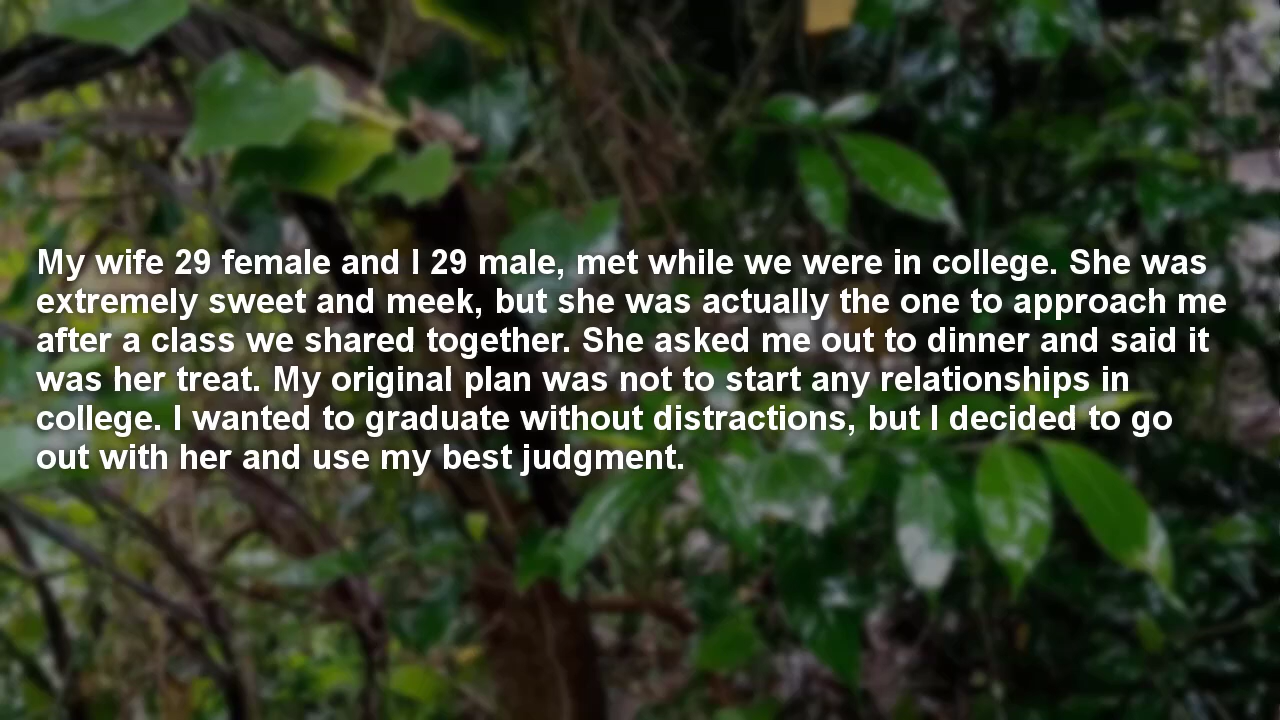 My wife 29 female and I 29 male, met while we were in college. She was
extremely sweet and meek, but she was actually the one to approach me
after a class we shared together. She asked me out to dinner and said it
was her treat. My original plan was not to start any relationships in
college. I wanted to graduate without distractions, but I decided to go
out with her and use my best judgment.